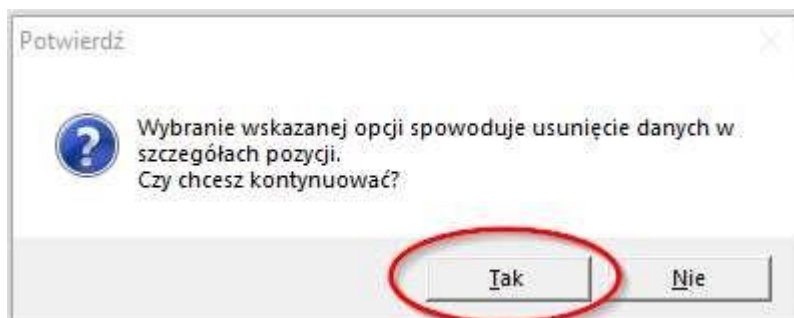 Potwierdź
Wybranie wskazanej opcji spowoduje usunięcie danych w
szczegółach pozycji.
Czy chcesz kontynuować?
Tak
Nie